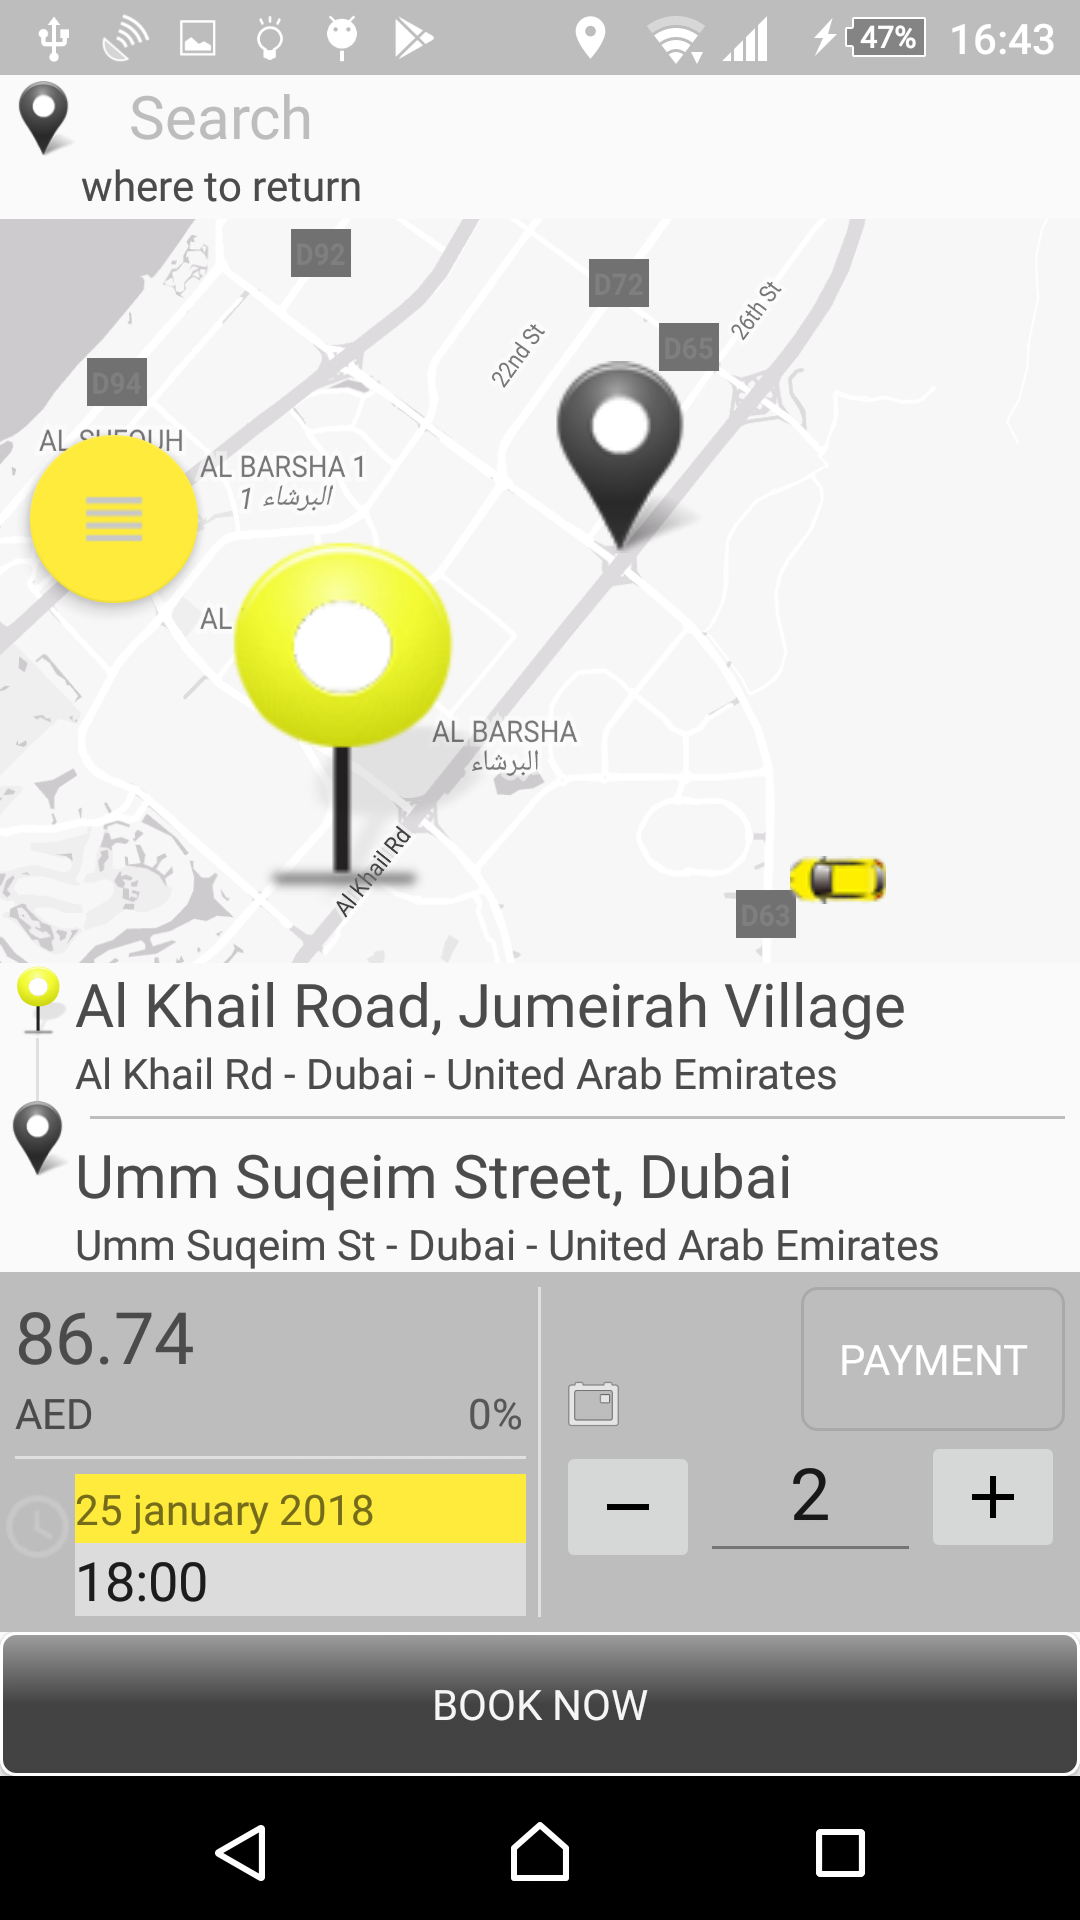 47% 16:43
Search
where to return
D92
D72
26th St
22nd St
D65
D94
AL SUFOUH
AL BARSHA 1
البرشاء 1
AL
AL BARSHA
البرشاء
Al Khail Rd
D63
Al Khail Road, Jumeirah Village
Al Khail Rd - Dubai - United Arab Emirates
Umm Suqeim Street, Dubai
Umm Suqeim St - Dubai - United Arab Emirates
86.74
PAYMENT
AED 0%
25 january 2018
2
18:00
BOOK NOW